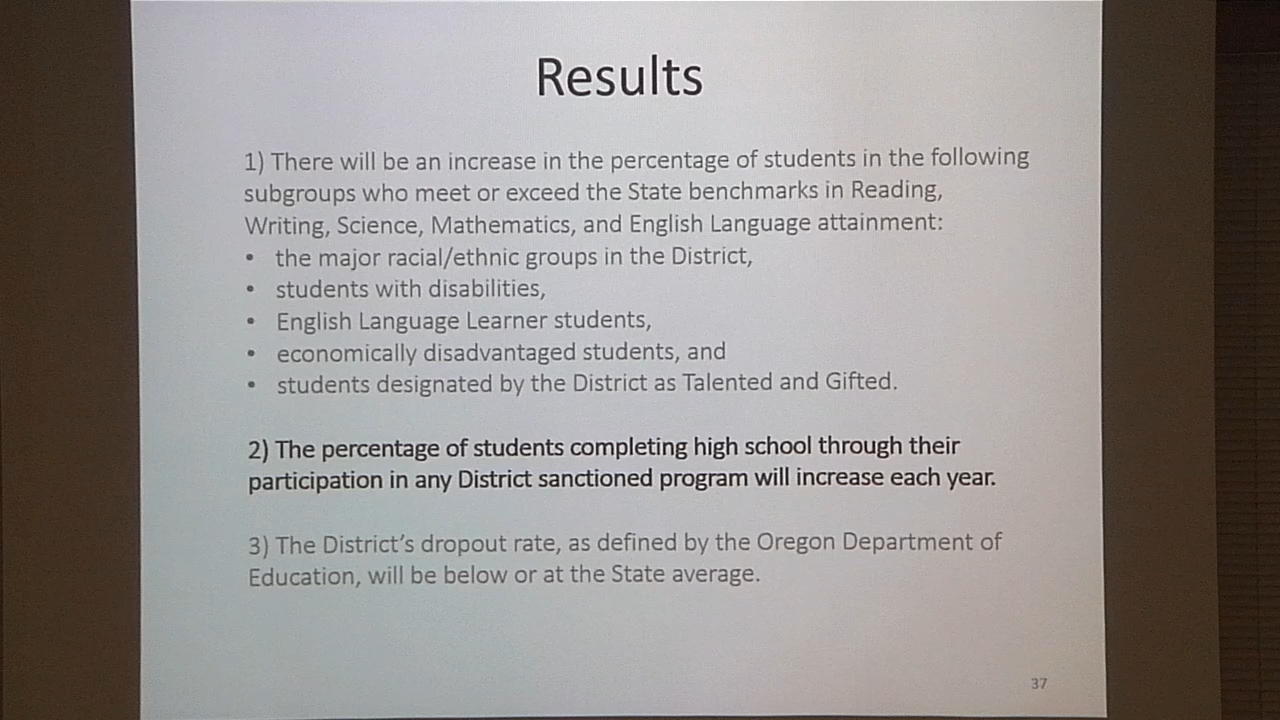 Results
1) There will be an increase in the percentage of students in the following
subgroups who meet or exceed the State benchmarks in Reading,
Writing, Science, Mathematics, and English Language attainment:
• the major racial/ethnic groups in the District,
• students with disabilities,
• English Language Learner students,
• economically disadvantaged students, and
• students designated by the District as Talented and Gifted.
2) The percentage of students completing high school through their
participation in any District sanctioned program will increase each year.
3) The District’s dropout rate, as defined by the Oregon Department of
Education, will be below or at the State average.
37